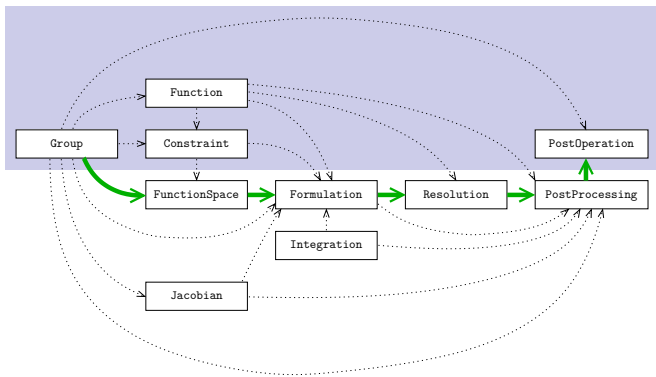 Function
Group
Constraint
PostOperation
FunctionSpace
Formulation
Resolution
PostProcessing
Integration
Jacobian